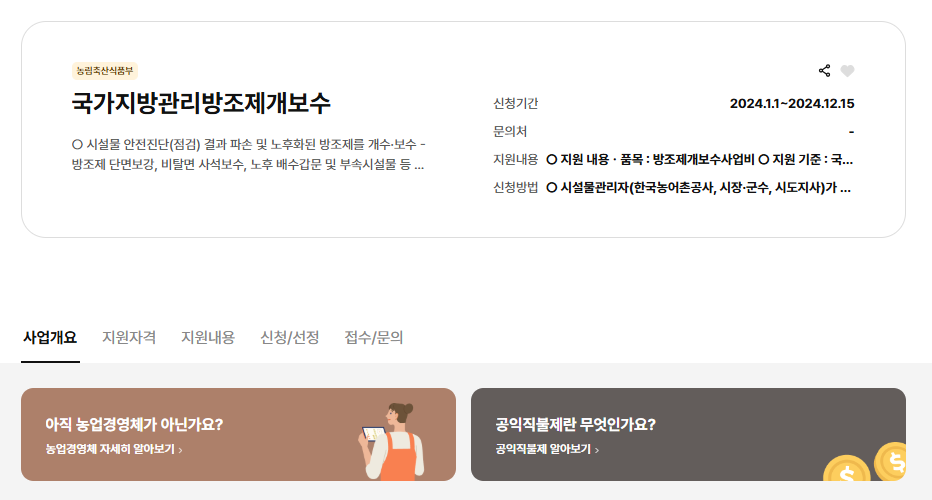 농림축산식품부
국가지방관리방조제개보수
○ 시설물 안전진단(점검) 결과 파손 및 노후화된 방조제를 개수·보수 -
방조제 단면보강, 비탈면 사석보수, 노후 배수갑문 및 부속시설물 등 ...
신청기간 2024.1.1~2024.12.15
문의처 -
지원내용 ○ 지원 내용 · 품목 : 방조제개보수사업비 ○ 지원 기준 : 국...
신청방법 ○ 시설물관리자(한국농어촌공사, 시장·군수, 시도지사)가 ...
사업개요 지원자격 지원내용 신청/선정 접수/문의
아직 농업경영체가 아닌가요?
농업경영체 자세히 알아보기 >
공익직불제란 무엇인가요?
공익직불제 알아보기 >